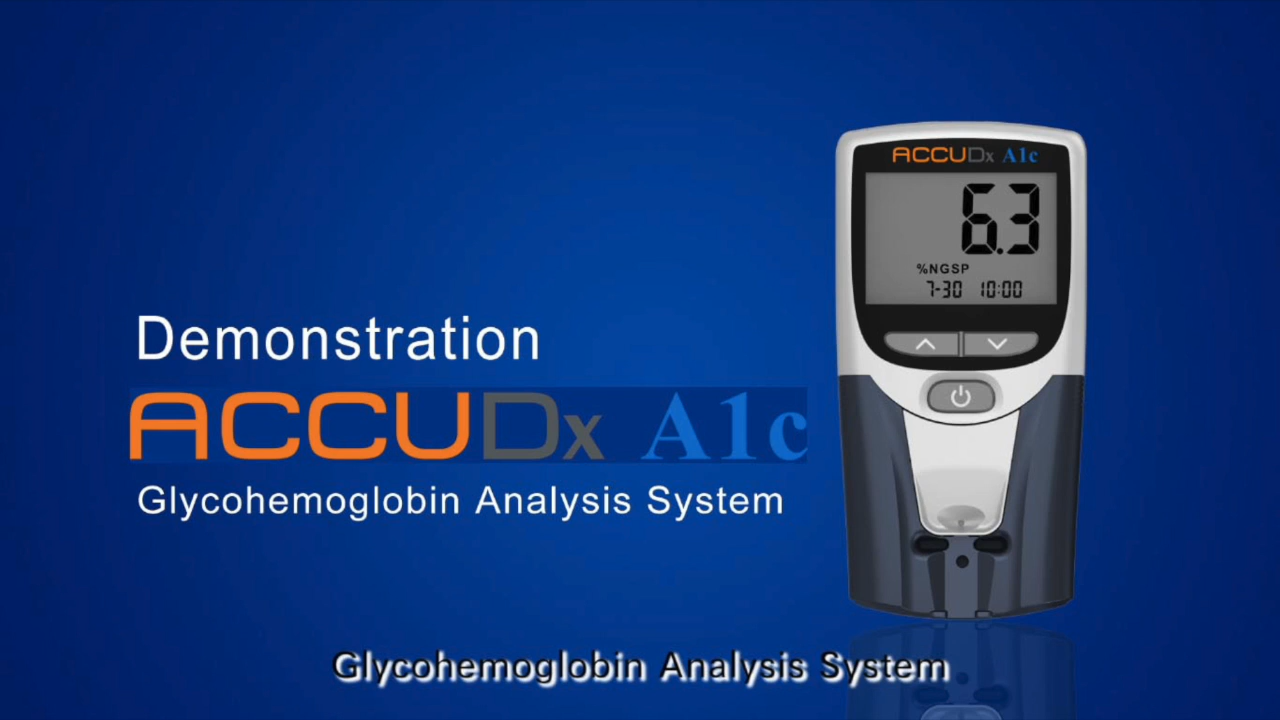 Demonstration
ACCUDx A1c
Glycohemoglobin Analysis System
ACCUDx A1c
6.3
%NGSP
7-30 10:00
Glycohemoglobin Analysis System